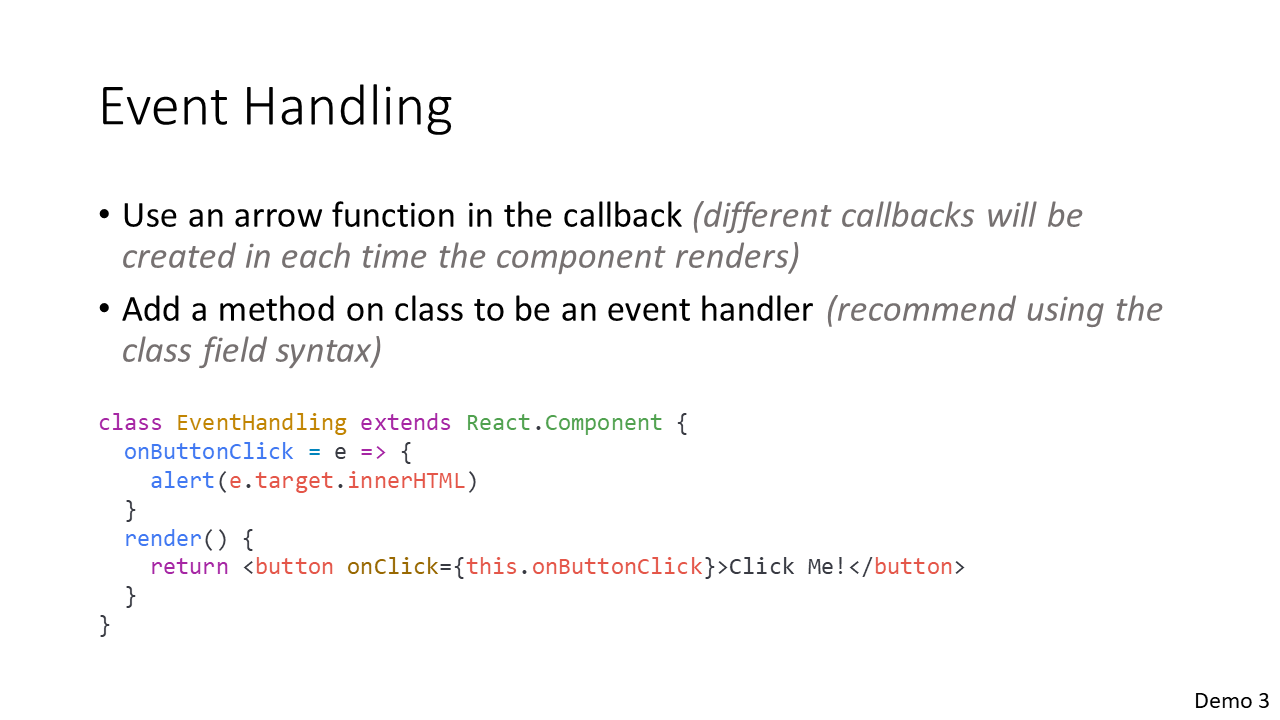 Event Handling
• Use an arrow function in the callback (different callbacks will be
created in each time the component renders)
• Add a method on class to be an event handler (recommend using the
class field syntax)
class EventHandling extends React.Component {
  onButtonClick = e => {
    alert(e.target.innerHTML)
  }
  render() {
    return <button onClick={this.onButtonClick}>Click Me!</button>
  }
}
Demo 3